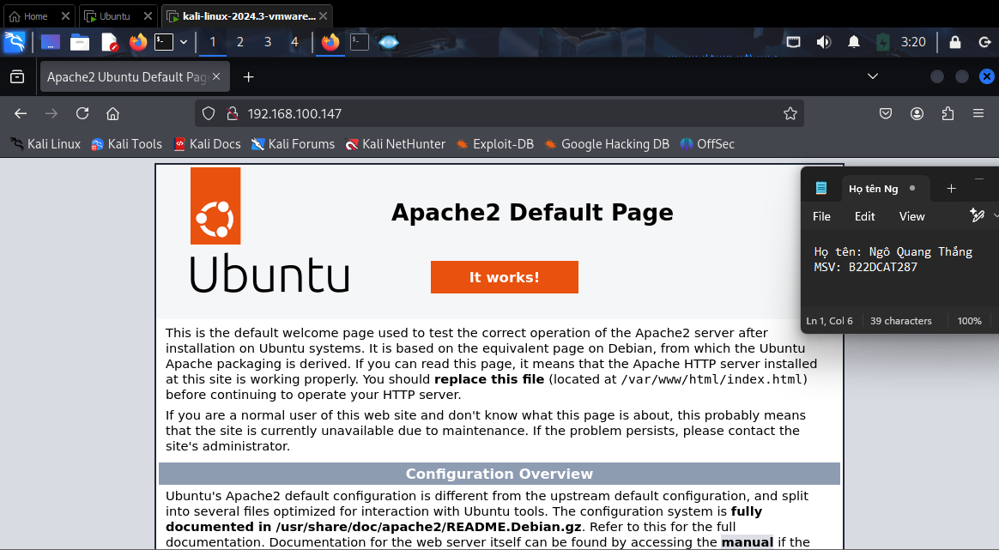 Home
Ubuntu
kali-linux-2024.3-vmware...
1 2 3 4
3:20
Apache2 Ubuntu Default Pag
192.168.100.147
Kali Linux Kali Tools Kali Docs Kali Forums Kali NetHunter Exploit-DB Google Hacking DB OffSec
Ubuntu
Apache2 Default Page
It works!
This is the default welcome page used to test the correct operation of the Apache2 server after
installation on Ubuntu systems. It is based on the equivalent page on Debian, from which the Ubuntu
Apache packaging is derived. If you can read this page, it means that the Apache HTTP server installed
at this site is working properly. You should replace this file (located at /var/www/html/index.html)
before continuing to operate your HTTP server.
If you are a normal user of this web site and don't know what this page is about, this probably means
that the site is currently unavailable due to maintenance. If the problem persists, please contact the
site's administrator.
Configuration Overview
Ubuntu's Apache2 default configuration is different from the upstream default configuration, and split
into several files optimized for interaction with Ubuntu tools. The configuration system is fully
documented in /usr/share/doc/apache2/README.Debian.gz. Refer to this for the full
documentation. Documentation for the web server itself can be found by accessing the manual if the
Họ tên Ng
File Edit View
Họ tên: Ngô Quang Thắng
MSV: B22DCAT287
Ln 1, Col 6 39 characters 100%